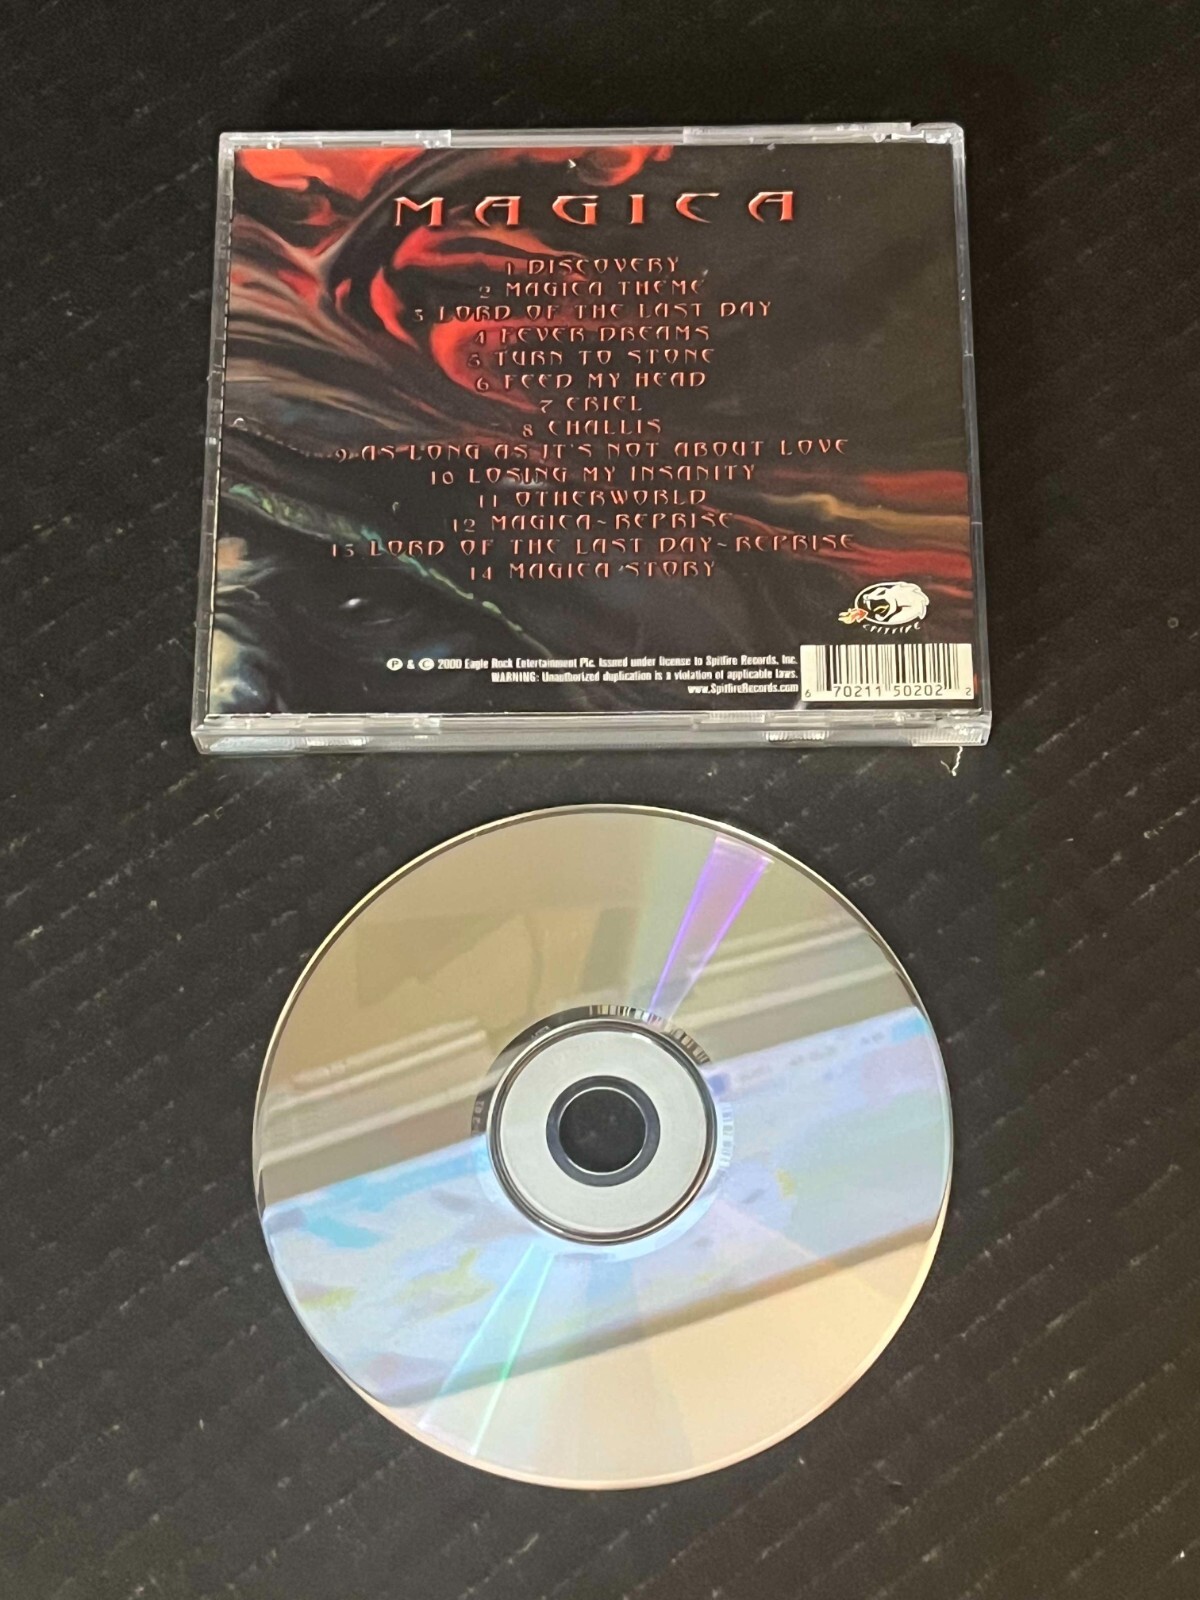 MAGICA
1 DISCOVERY
2 MAGICA THEME
3 LORD OF THE LAST DAY
4 FEVER DREAMS
5 TURN TO STONE
6 FEED MY HEAD
7 ERIEL
8 CHALLIS
9 AS LONG AS IT'S NOT ABOUT LOVE
10 LOSING MY INSANITY
11 OTHERWORLD
12 MAGICA~REPRISE
13 LORD OF THE LAST DAY~REPRISE
14 MAGICA STORY
SPITFIRE
Ⓟ & © 2000 Eagle Rock Entertainment Plc. Issued under license to Spitfire Records, Inc.
WARNING: Unauthorized duplication is a violation of applicable laws.
www.SpitfireRecords.com
6 70211 50202 2